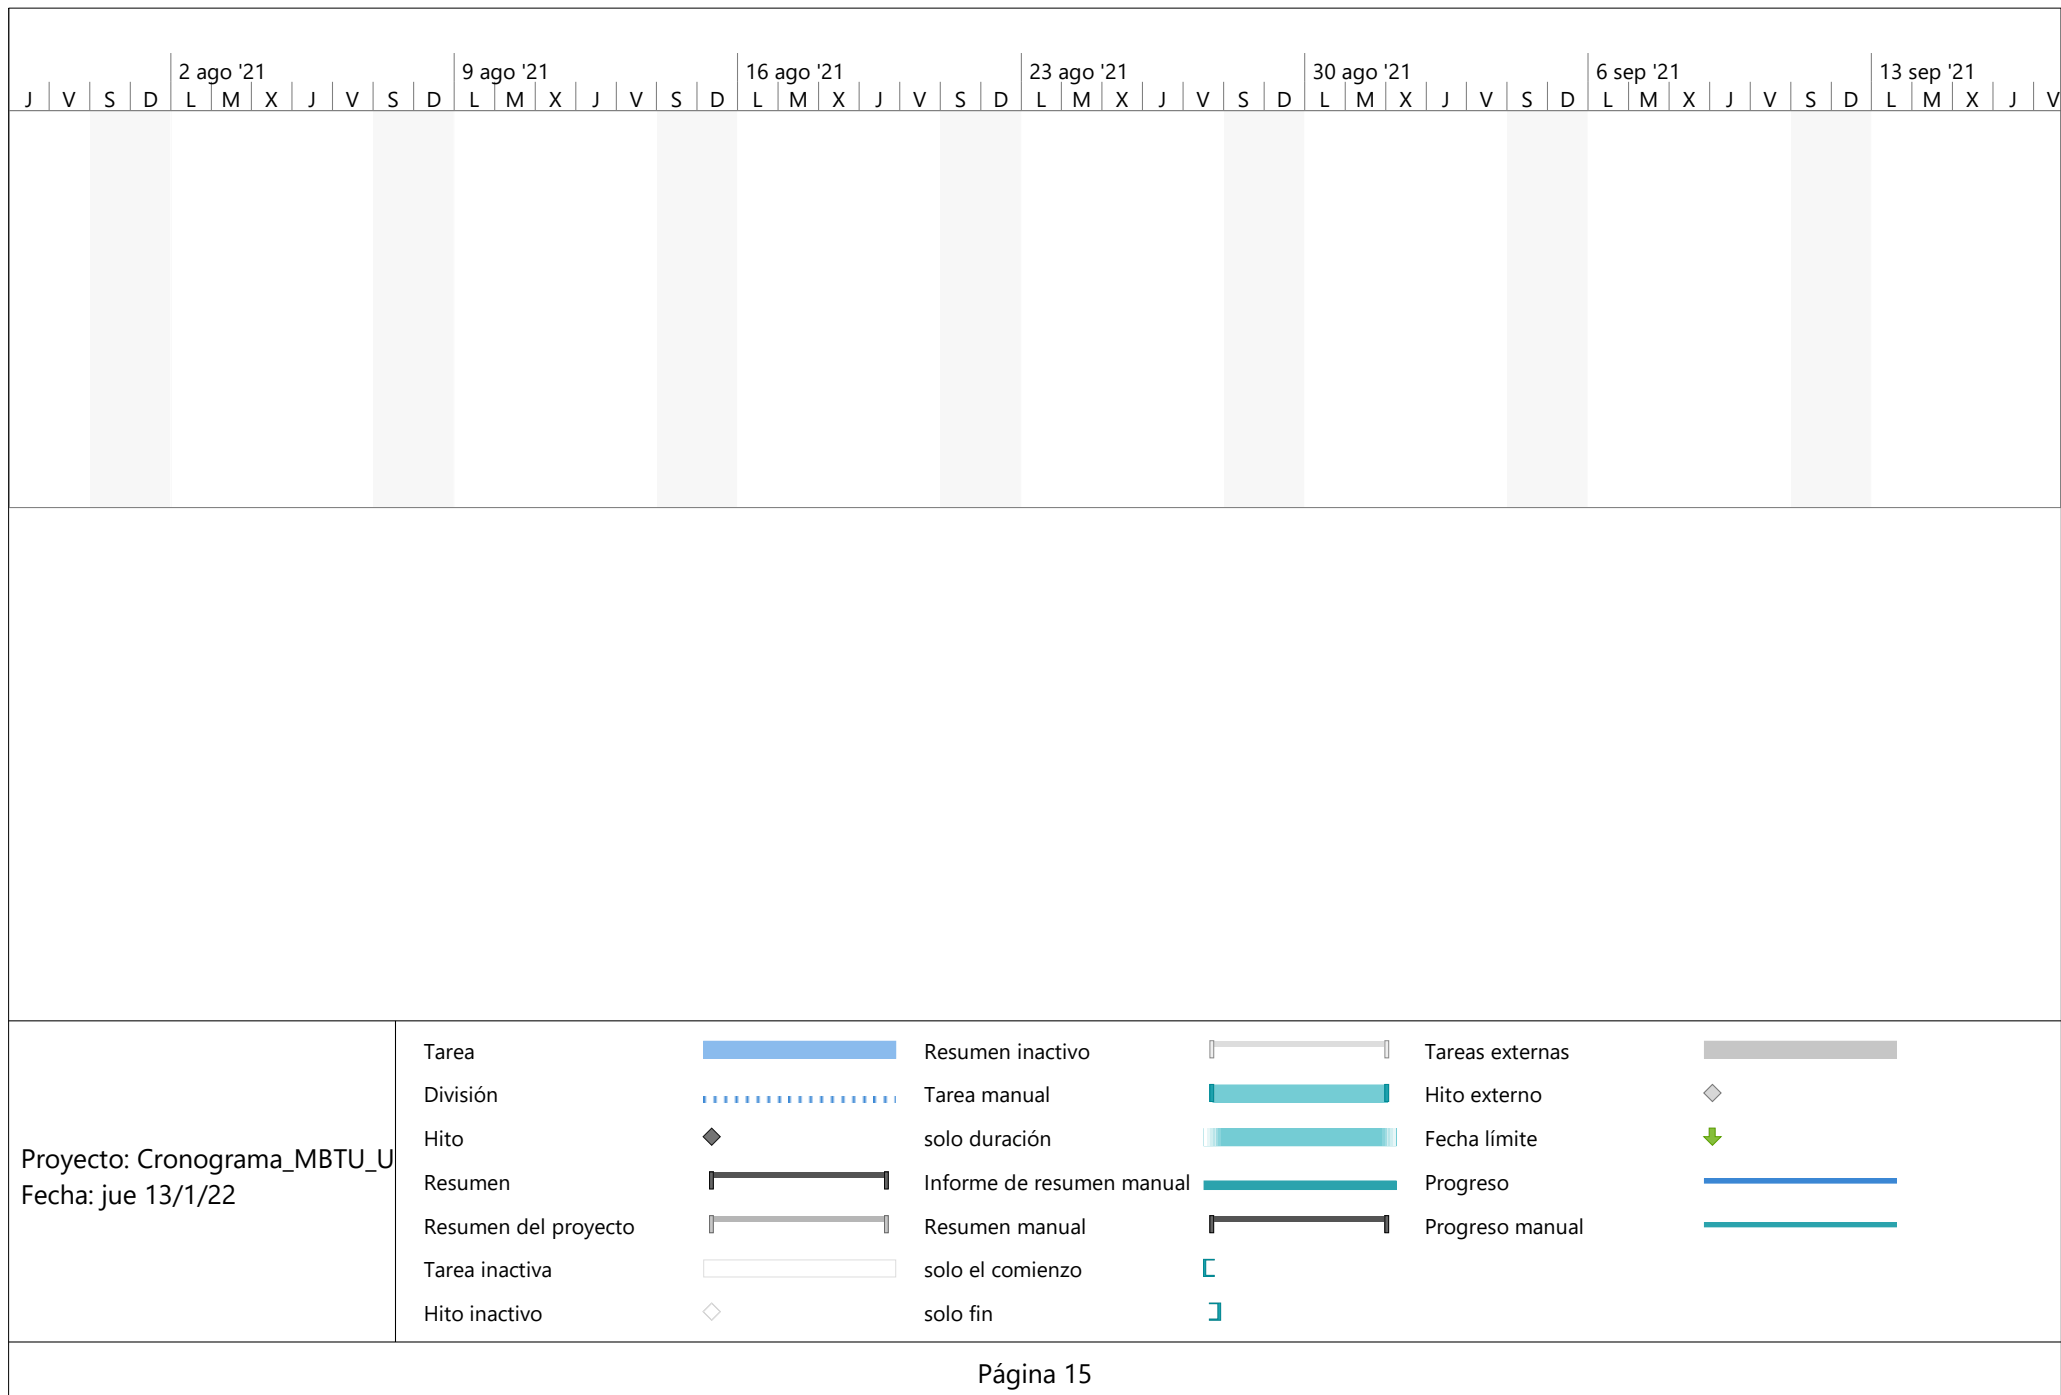 2 ago '21 9 ago '21 16 ago '21 23 ago '21 30 ago '21 6 sep '21 13 sep '21
J V S D L M X J V S D L M X J V S D L M X J V S D L M X J V S D L M X J V S D L M X J V S D L M X J V
Tarea Resumen inactivo Tareas externas
División Tarea manual Hito externo
Hito solo duración Fecha límite
Proyecto: Cronograma_MBTU_U
Fecha: jue 13/1/22
Resumen Informe de resumen manual Progreso
Resumen del proyecto Resumen manual Progreso manual
Tarea inactiva solo el comienzo
Hito inactivo solo fin
Página 15